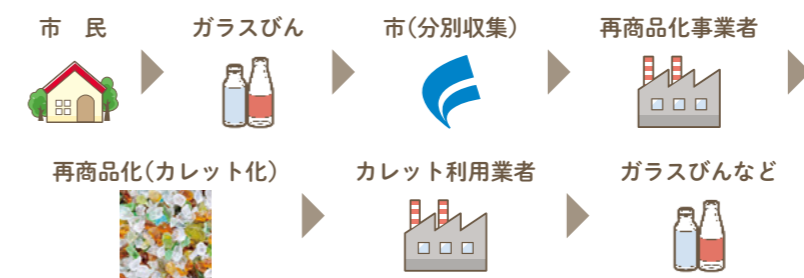 市　民
ガラスびん
市(分別収集)
再商品化事業者
再商品化(カレット化)
カレット利用業者
ガラスびんなど